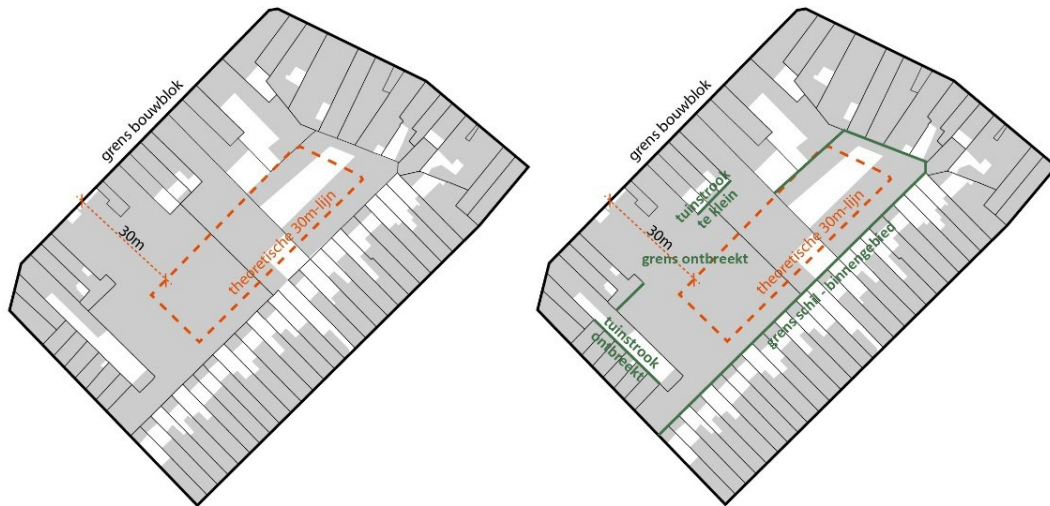 grens bouwblok
30m
theoretische 30m-lijn
grens bouwblok
30m
tuinstrook
te klein
grens ontbreekt
theoretische 30m-lijn
grens schil - binnengebied
tuinstrook
ontbreekt